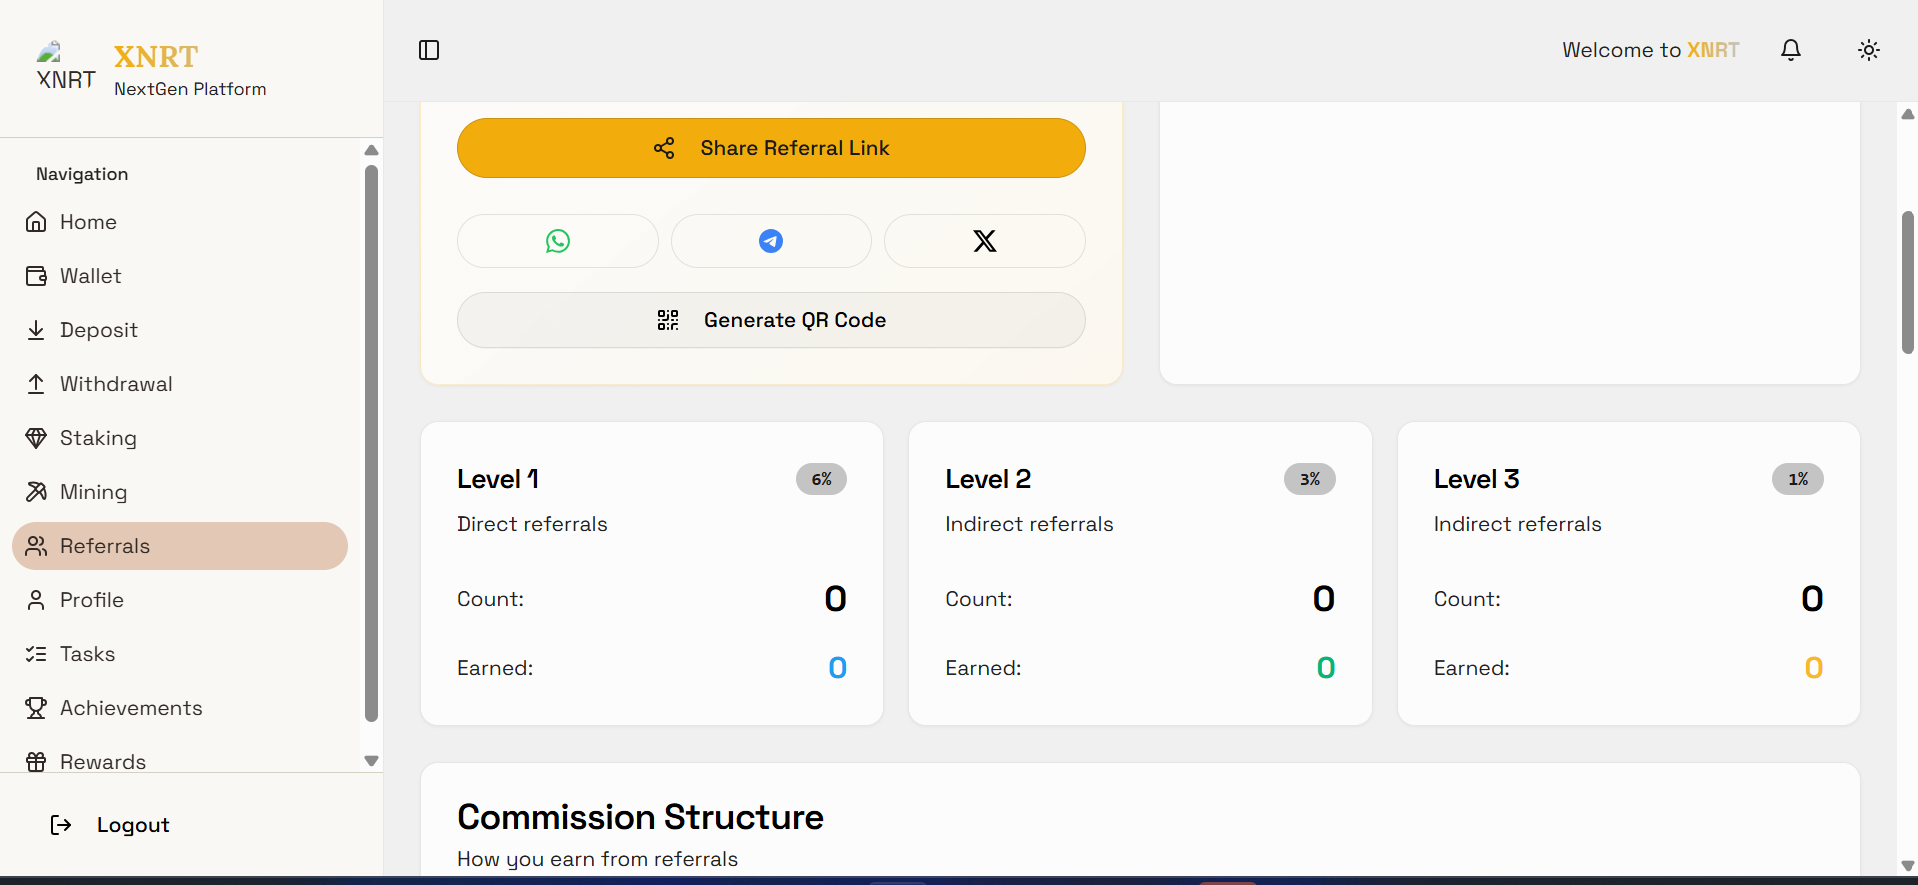 XNRT
XNRT
NextGen Platform
Welcome to XNRT
Navigation
Home
Wallet
Deposit
Withdrawal
Staking
Mining
Referrals
Profile
Tasks
Achievements
Rewards
Logout
Share Referral Link
Generate QR Code
Level 1 6%
Direct referrals
Count: 0
Earned: 0
Level 2 3%
Indirect referrals
Count: 0
Earned: 0
Level 3 1%
Indirect referrals
Count: 0
Earned: 0
Commission Structure
How you earn from referrals